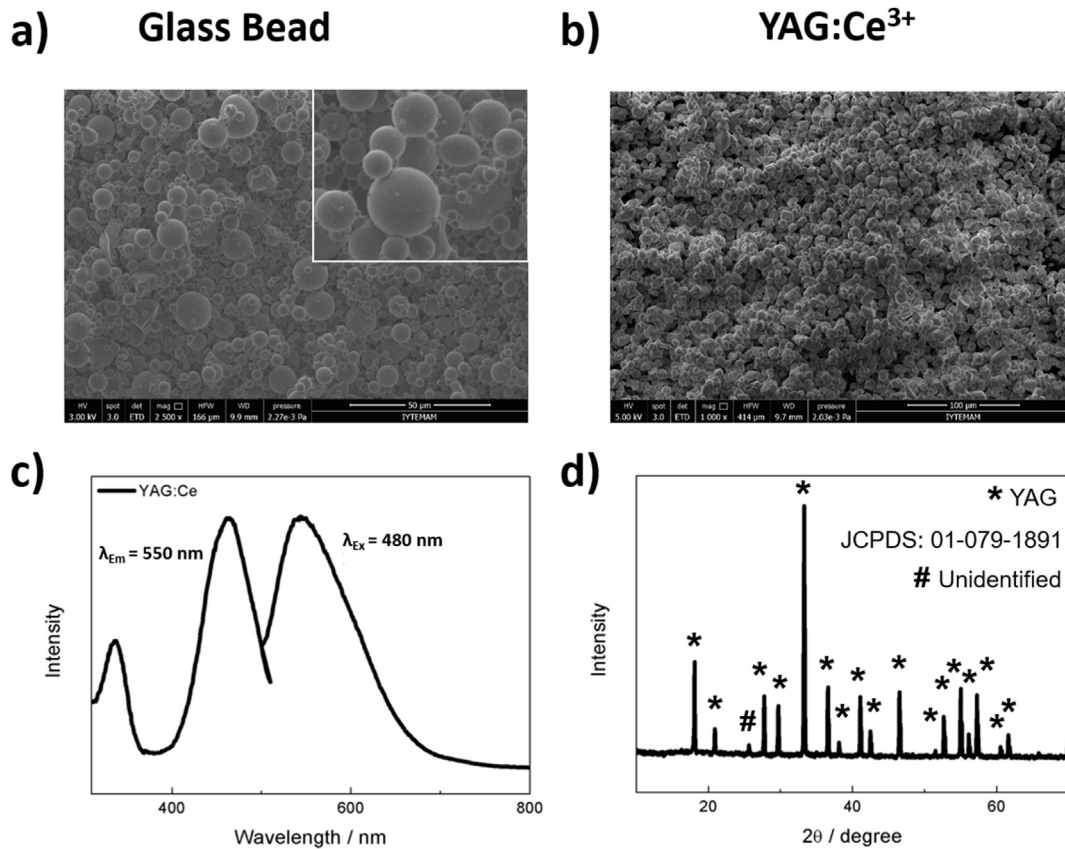 a) Glass Bead
b) YAG:Ce³⁺
HV spot det mag □ HFW WD pressure 50 µm
3.00 kV 3.0 ETD 2.500 x 166 µm 9.9 mm 2.27e-3 Pa IYTEMAM
HV spot det mag □ HFW WD pressure 100 µm
5.00 kV 3.0 ETD 1 000 x 414 µm 9.7 mm 2.03e-3 Pa IYTEMAM
c)
YAG:Ce
λEm = 550 nm
λEx = 480 nm
Intensity
400 600 800
Wavelength / nm
d)
* YAG
JCPDS: 01-079-1891
# Unidentified
* * # * * * * * * * * * * * * * * *
Intensity
20 40 60
2θ / degree